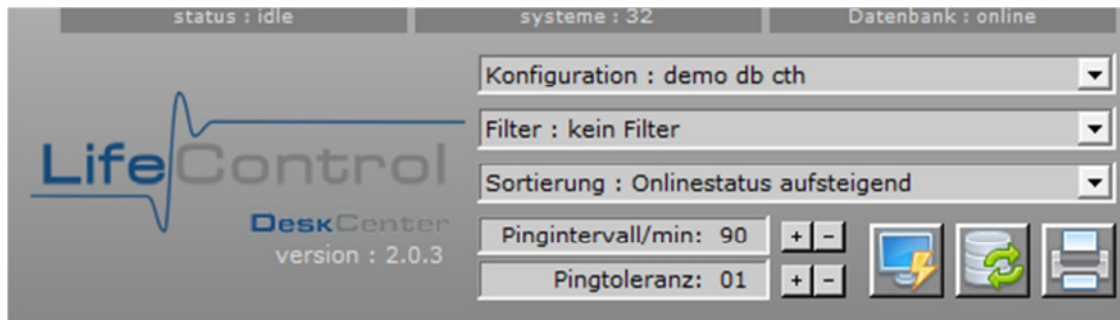 status : idle
systeme : 32
Datenbank : online
Konfiguration : demo db cth
Filter : kein Filter
Sortierung : Onlinestatus aufsteigend
LifeControl
DeskCenter
version : 2.0.3
Pingintervall/min: 90
+ -
Pingtoleranz: 01
+ -